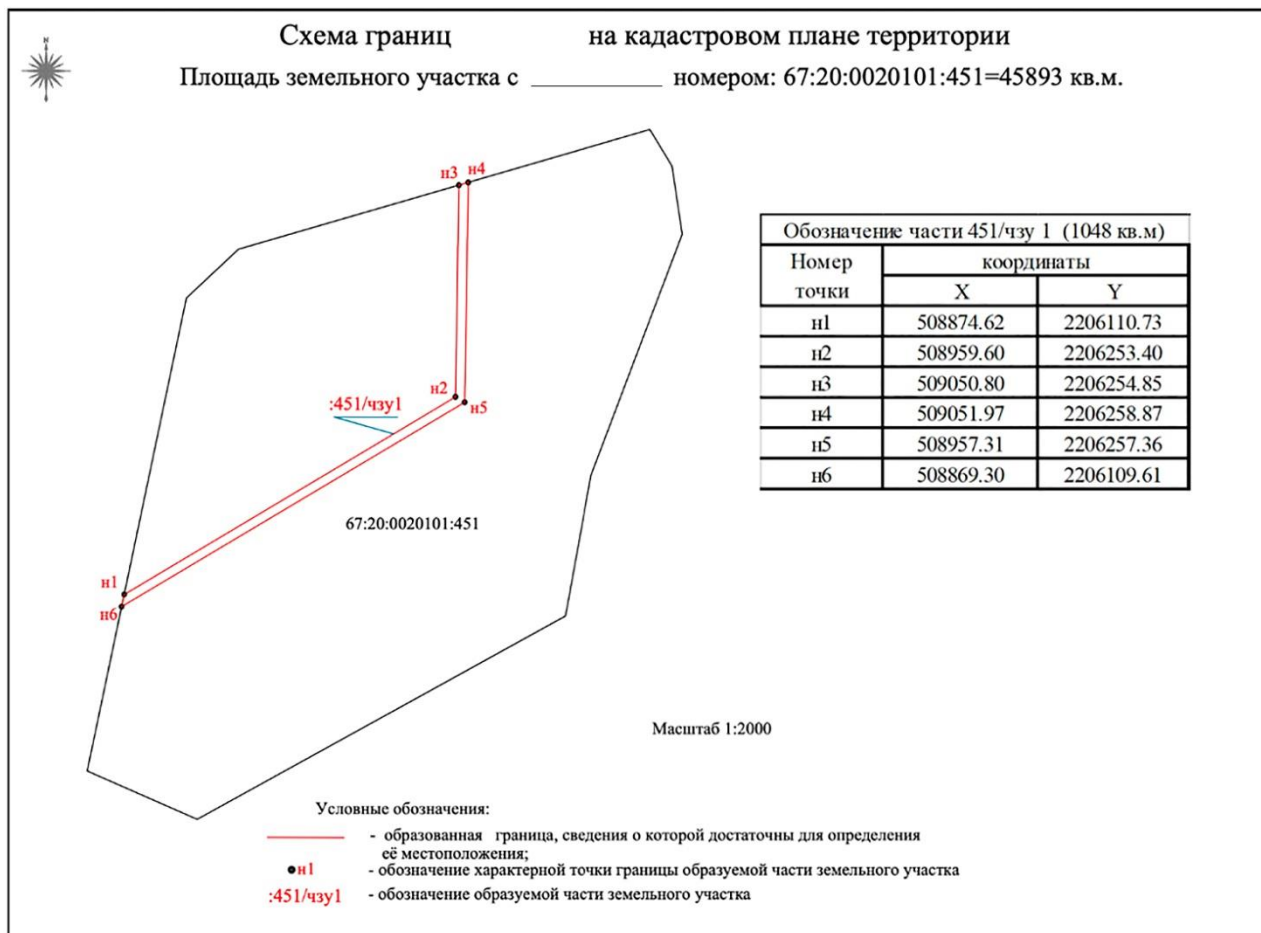 Схема границ на кадастровом плане территории
N
Площадь земельного участка с ____________ номером: 67:20:0020101:451=45893 кв.м.
н3
н4
Обозначение части 451/чзу 1 (1048 кв.м)
Номер точки
координаты
X Y
н1 508874.62 2206110.73
н2 508959.60 2206253.40
н3 509050.80 2206254.85
н4 509051.97 2206258.87
н5 508957.31 2206257.36
н6 508869.30 2206109.61
н2
:451/чзу1
н5
67:20:0020101:451
н1
н6
Масштаб 1:2000
Условные обозначения:
- образованная граница, сведения о которой достаточны для определения
её местоположения;
н1 - обозначение характерной точки границы образуемой части земельного участка
:451/чзу1 - обозначение образуемой части земельного участка